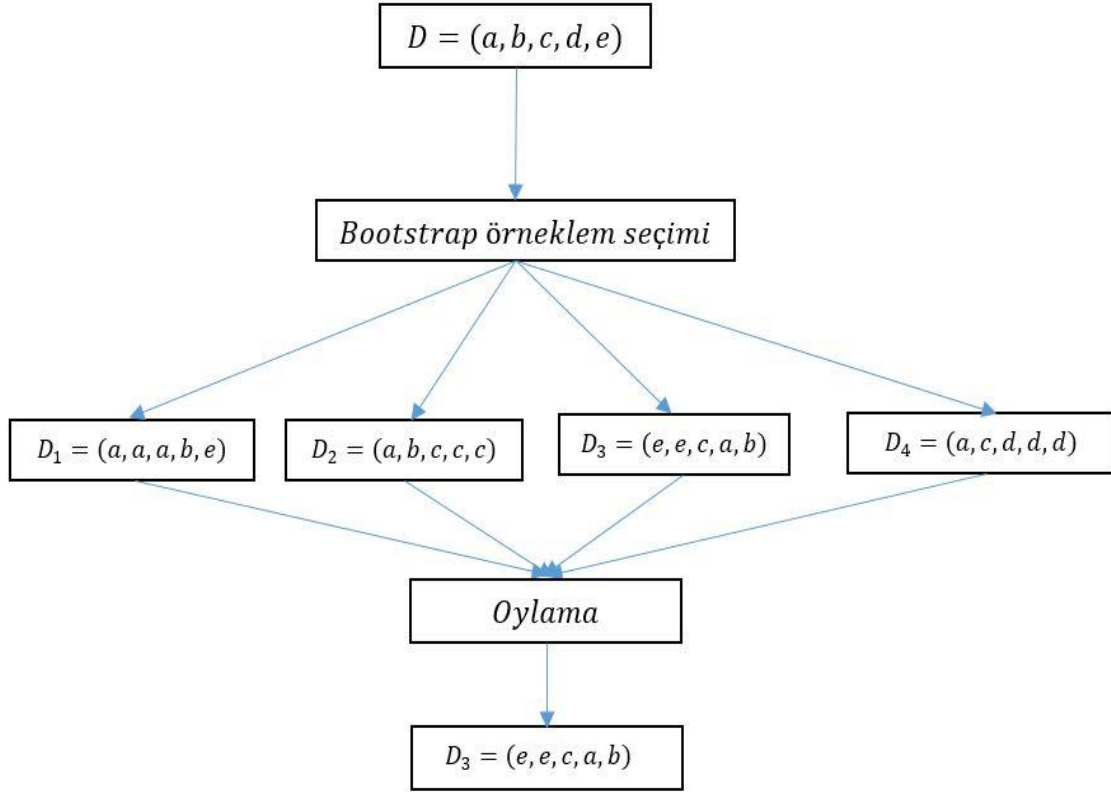 D = (a, b, c, d, e)
Bootstrap örneklem seçimi
D₁ = (a, a, a, b, e)
D₂ = (a, b, c, c, c)
D₃ = (e, e, c, a, b)
D₄ = (a, c, d, d, d)
Oylama
D₃ = (e, e, c, a, b)